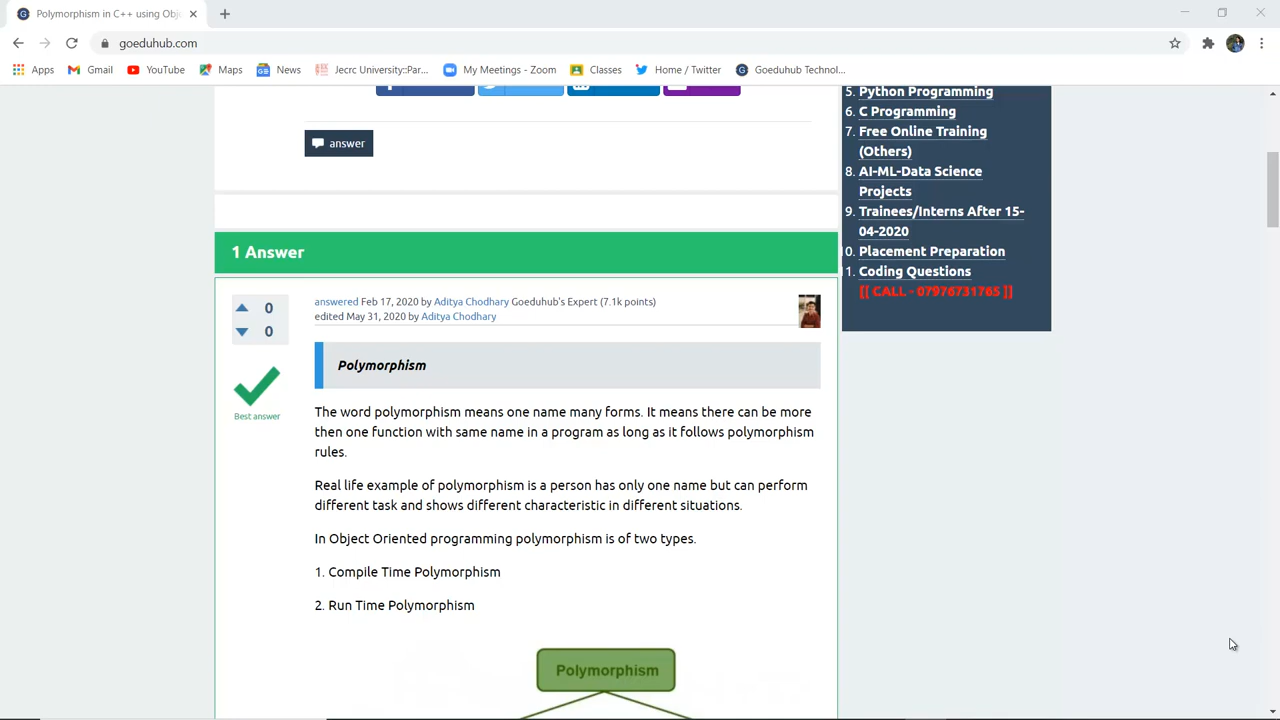 Polymorphism in C++ using Obj
goeduhub.com
Apps
Gmail
YouTube
Maps
News
Jecrc University::Par...
My Meetings - Zoom
Classes
Home / Twitter
Goeduhub Technol...
5. Python Programming
6. C Programming
7. Free Online Training
(Others)
8. AI-ML-Data Science
Projects
9. Trainees/Interns After 15-
04-2020
10. Placement Preparation
11. Coding Questions
[[ CALL - 07976731765 ]]
answer
1 Answer
0
0
Best answer
answered Feb 17, 2020 by Aditya Chodhary Goeduhub's Expert (7.1k points)
edited May 31, 2020 by Aditya Chodhary
Polymorphism
The word polymorphism means one name many forms. It means there can be more
then one function with same name in a program as long as it follows polymorphism
rules.
Real life example of polymorphism is a person has only one name but can perform
different task and shows different characteristic in different situations.
In Object Oriented programming polymorphism is of two types.
1. Compile Time Polymorphism
2. Run Time Polymorphism
Polymorphism